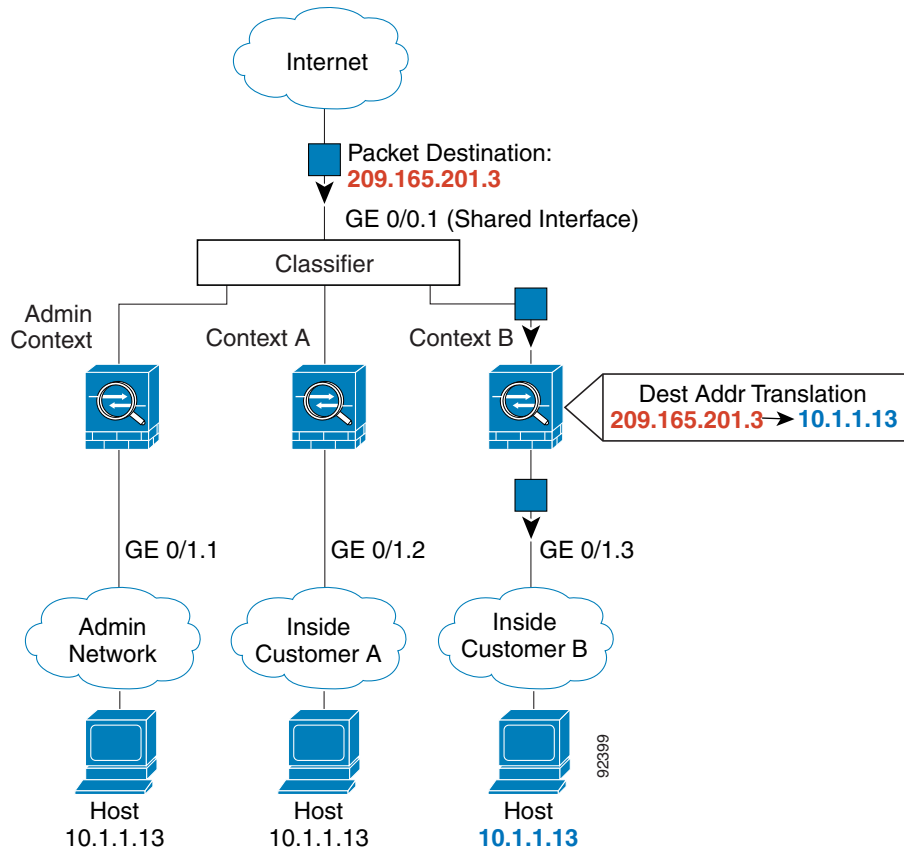 Internet
Packet Destination:
209.165.201.3
GE 0/0.1 (Shared Interface)
Classifier
Admin
Context
Context A
Context B
Dest Addr Translation
209.165.201.3 10.1.1.13
GE 0/1.1
GE 0/1.2
GE 0/1.3
Admin
Network
Inside
Customer A
Inside
Customer B
92399
Host
10.1.1.13
Host
10.1.1.13
Host
10.1.1.13